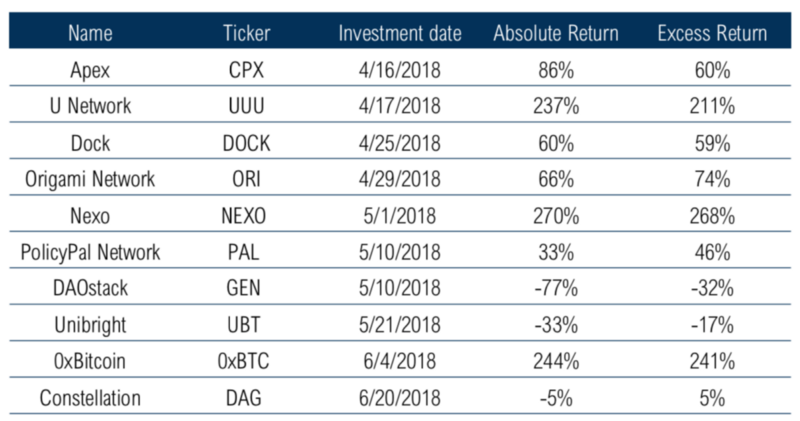 Name Ticker Investment date Absolute Return Excess Return
Apex CPX 4/16/2018 86% 60%
U Network UUU 4/17/2018 237% 211%
Dock DOCK 4/25/2018 60% 59%
Origami Network ORI 4/29/2018 66% 74%
Nexo NEXO 5/1/2018 270% 268%
PolicyPal Network PAL 5/10/2018 33% 46%
DAOstack GEN 5/10/2018 -77% -32%
Unibright UBT 5/21/2018 -33% -17%
0xBitcoin 0xBTC 6/4/2018 244% 241%
Constellation DAG 6/20/2018 -5% 5%